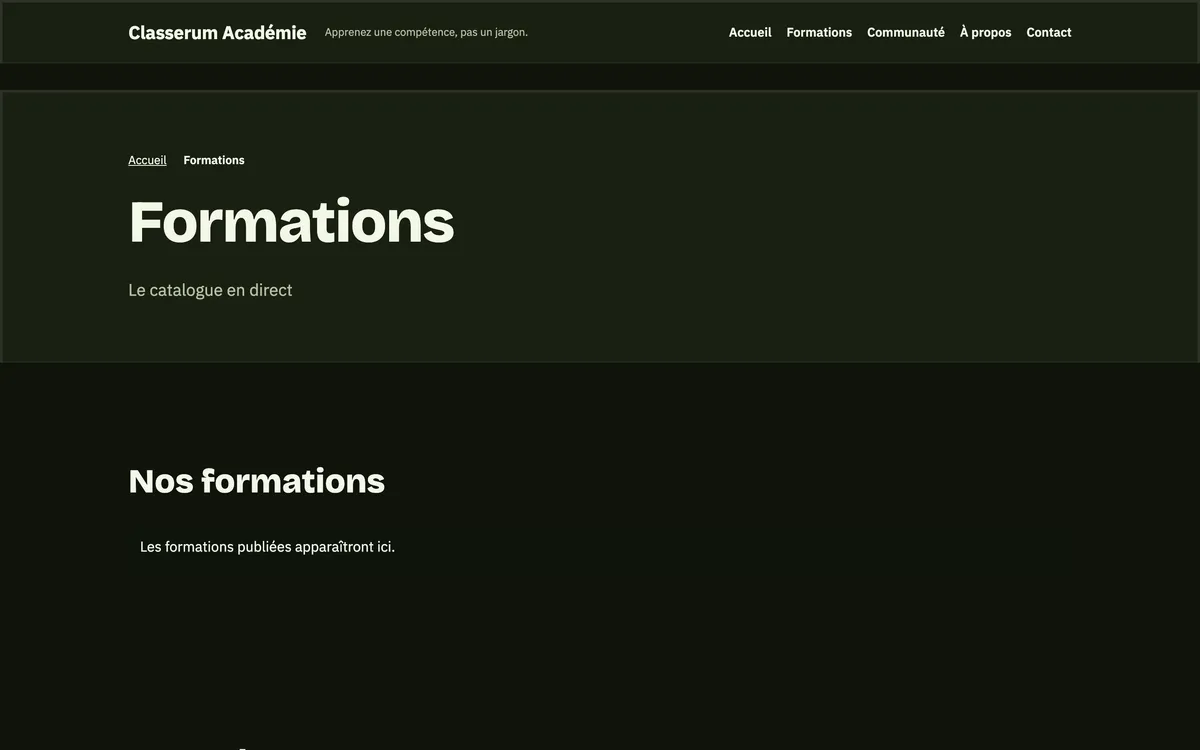 Classerum Académie
Apprenez une compétence, pas un jargon.
Accueil Formations Communauté À propos Contact
Accueil Formations
Formations
Le catalogue en direct
Nos formations
Les formations publiées apparaîtront ici.